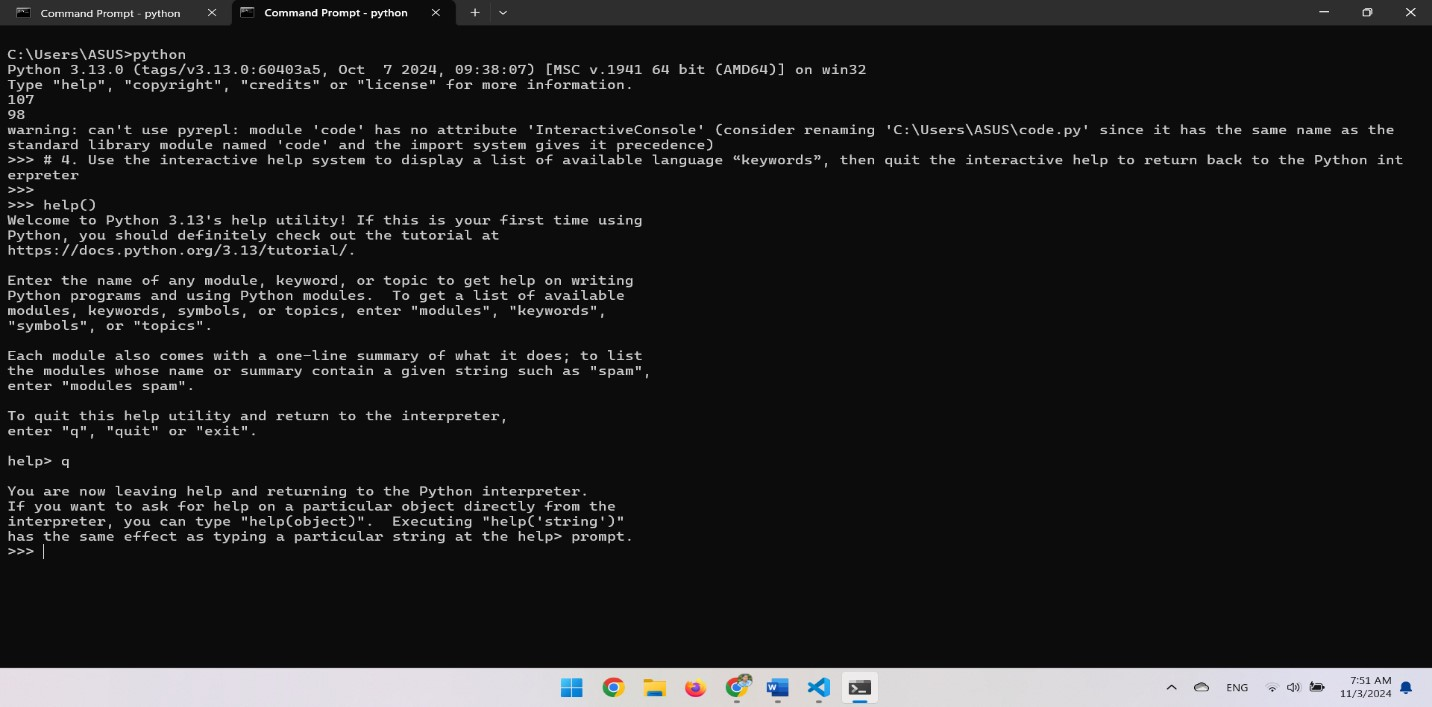 Command Prompt - python
Command Prompt - python
C:\Users\ASUS>python
Python 3.13.0 (tags/v3.13.0:60403a5, Oct  7 2024, 09:38:07) [MSC v.1941 64 bit (AMD64)] on win32
Type "help", "copyright", "credits" or "license" for more information.
107
98
warning: can't use pyrepl: module 'code' has no attribute 'InteractiveConsole' (consider renaming 'C:\Users\ASUS\code.py' since it has the same name as the
standard library module named 'code' and the import system gives it precedence)
>>> # 4. Use the interactive help system to display a list of available language “keywords”, then quit the interactive help to return back to the Python int
erpreter
>>>
>>> help()
Welcome to Python 3.13's help utility! If this is your first time using
Python, you should definitely check out the tutorial at
https://docs.python.org/3.13/tutorial/.
Enter the name of any module, keyword, or topic to get help on writing
Python programs and using Python modules.  To get a list of available
modules, keywords, symbols, or topics, enter "modules", "keywords",
"symbols", or "topics".
Each module also comes with a one-line summary of what it does; to list
the modules whose name or summary contain a given string such as "spam",
enter "modules spam".
To quit this help utility and return to the interpreter,
enter "q", "quit" or "exit".
help> q
You are now leaving help and returning to the Python interpreter.
If you want to ask for help on a particular object directly from the
interpreter, you can type "help(object)".  Executing "help('string')"
has the same effect as typing a particular string at the help> prompt.
>>>
ENG
7:51 AM
11/3/2024